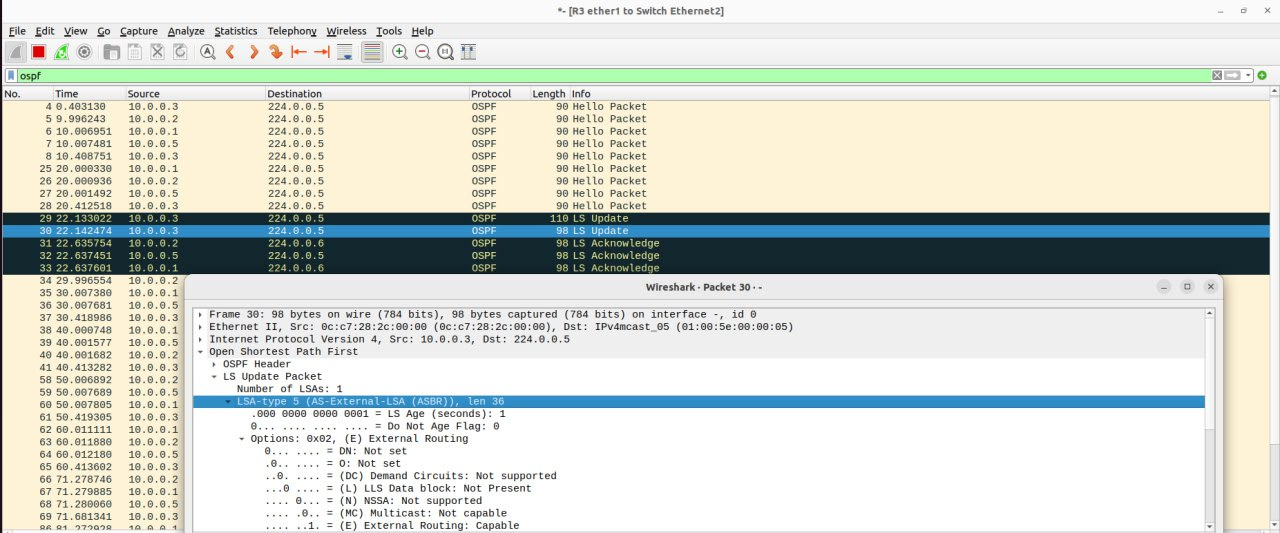 *- [R3 ether1 to Switch Ethernet2]
File Edit View Go Capture Analyze Statistics Telephony Wireless Tools Help
ospf
No. Time Source Destination Protocol Length Info
4 0.403130 10.0.0.3 224.0.0.5 OSPF 90 Hello Packet
5 9.996243 10.0.0.2 224.0.0.5 OSPF 90 Hello Packet
6 10.006951 10.0.0.1 224.0.0.5 OSPF 90 Hello Packet
7 10.007481 10.0.0.5 224.0.0.5 OSPF 90 Hello Packet
8 10.408751 10.0.0.3 224.0.0.5 OSPF 90 Hello Packet
25 20.000330 10.0.0.1 224.0.0.5 OSPF 90 Hello Packet
26 20.000936 10.0.0.2 224.0.0.5 OSPF 90 Hello Packet
27 20.001492 10.0.0.5 224.0.0.5 OSPF 90 Hello Packet
28 20.412518 10.0.0.3 224.0.0.5 OSPF 90 Hello Packet
29 22.133022 10.0.0.3 224.0.0.5 OSPF 110 LS Update
30 22.142474 10.0.0.3 224.0.0.5 OSPF 98 LS Update
31 22.635754 10.0.0.2 224.0.0.6 OSPF 98 LS Acknowledge
32 22.637451 10.0.0.5 224.0.0.5 OSPF 98 LS Acknowledge
33 22.637601 10.0.0.1 224.0.0.6 OSPF 98 LS Acknowledge
34 29.996554 10.0.0.2
35 30.007380 10.0.0.1
36 30.007681 10.0.0.5
37 30.418986 10.0.0.3
38 40.000748 10.0.0.1
39 40.001577 10.0.0.5
40 40.001682 10.0.0.2
41 40.413282 10.0.0.3
58 50.006892 10.0.0.2
59 50.007689 10.0.0.5
60 50.007805 10.0.0.1
61 50.419305 10.0.0.3
62 60.011111 10.0.0.1
63 60.011880 10.0.0.2
64 60.012180 10.0.0.5
65 60.413602 10.0.0.3
66 71.278746 10.0.0.2
67 71.279885 10.0.0.1
68 71.280060 10.0.0.5
69 71.681341 10.0.0.3
86 81.272928 10.0.0.1
Wireshark · Packet 30 · -
Frame 30: 98 bytes on wire (784 bits), 98 bytes captured (784 bits) on interface -, id 0
Ethernet II, Src: 0c:c7:28:2c:00:00 (0c:c7:28:2c:00:00), Dst: IPv4mcast_05 (01:00:5e:00:00:05)
Internet Protocol Version 4, Src: 10.0.0.3, Dst: 224.0.0.5
Open Shortest Path First
OSPF Header
LS Update Packet
Number of LSAs: 1
LSA-type 5 (AS-External-LSA (ASBR)), len 36
.000 0000 0000 0001 = LS Age (seconds): 1
0... .... .... .... = Do Not Age Flag: 0
Options: 0x02, (E) External Routing
0... .... = DN: Not set
.0.. .... = O: Not set
..0. .... = (DC) Demand Circuits: Not supported
...0 .... = (L) LLS Data block: Not Present
.... 0... = (N) NSSA: Not supported
.... .0.. = (MC) Multicast: Not capable
.... ..1. = (E) External Routing: Capable